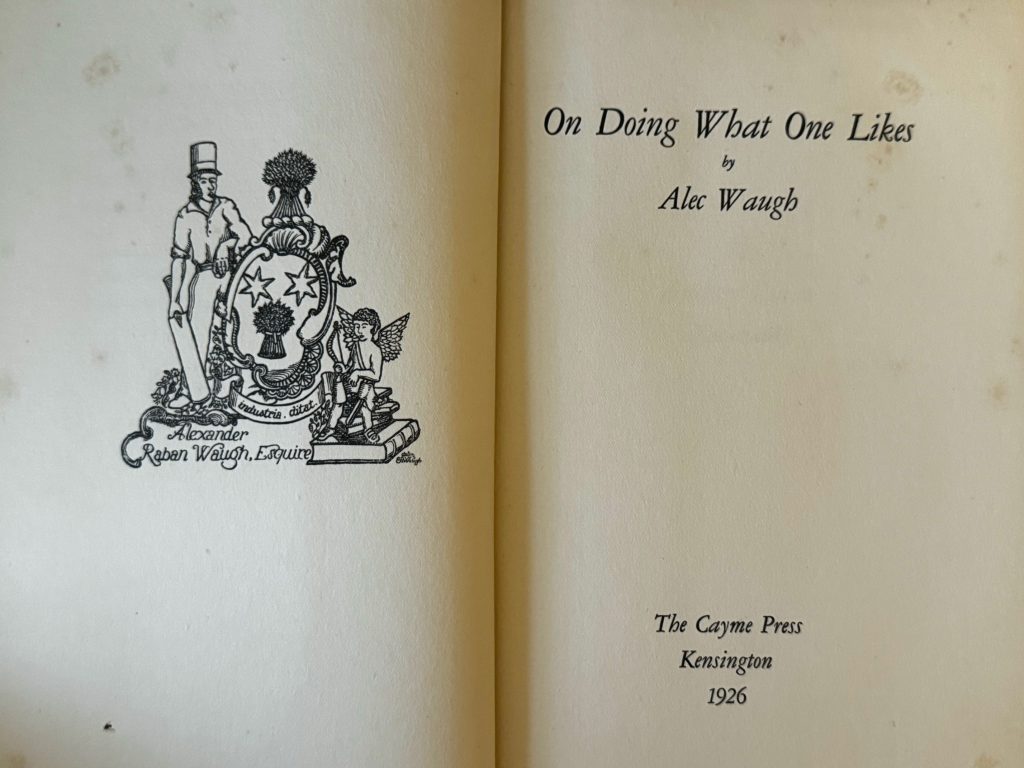 industria. ditat.
Alexander
Raban Waugh, Esquire
On Doing What One Likes
by
Alec Waugh
The Cayme Press
Kensington
1926